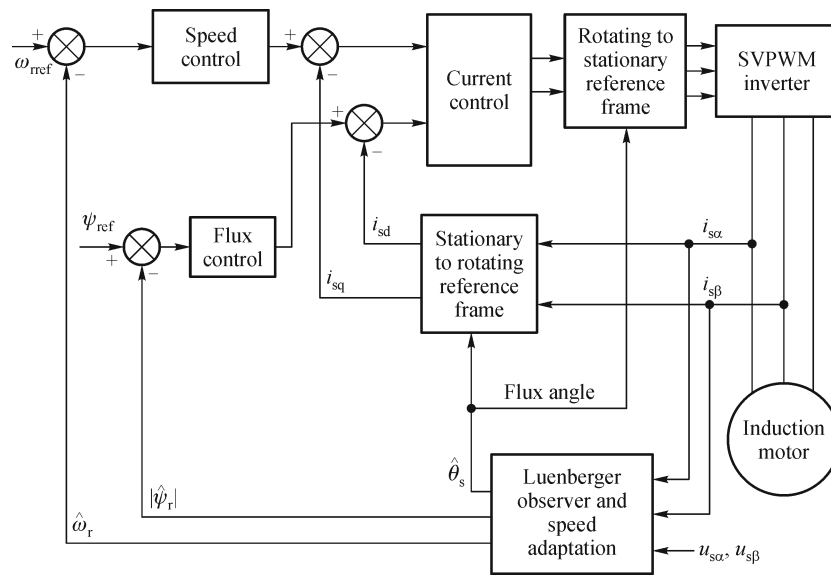 ω_rref
+
−
Speed
control
+
−
Current
control
Rotating to
stationary
reference
frame
SVPWM
inverter
+
−
ψ_ref
+
−
Flux
control
i_sd
i_sq
Stationary
to rotating
reference
frame
i_sα
i_sβ
Flux angle
Induction
motor
θ̂_s
|ψ̂_r|
ω̂_r
Luenberger
observer and
speed
adaptation
u_sα, u_sβ